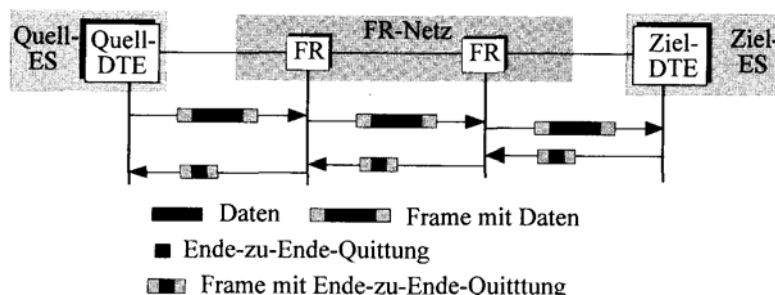 Quell-
ES
Quell-
DTE
FR
FR-Netz
FR
Ziel-
DTE
Ziel-
ES
Daten
Frame mit Daten
Ende-zu-Ende-Quittung
Frame mit Ende-zu-Ende-Quitttung